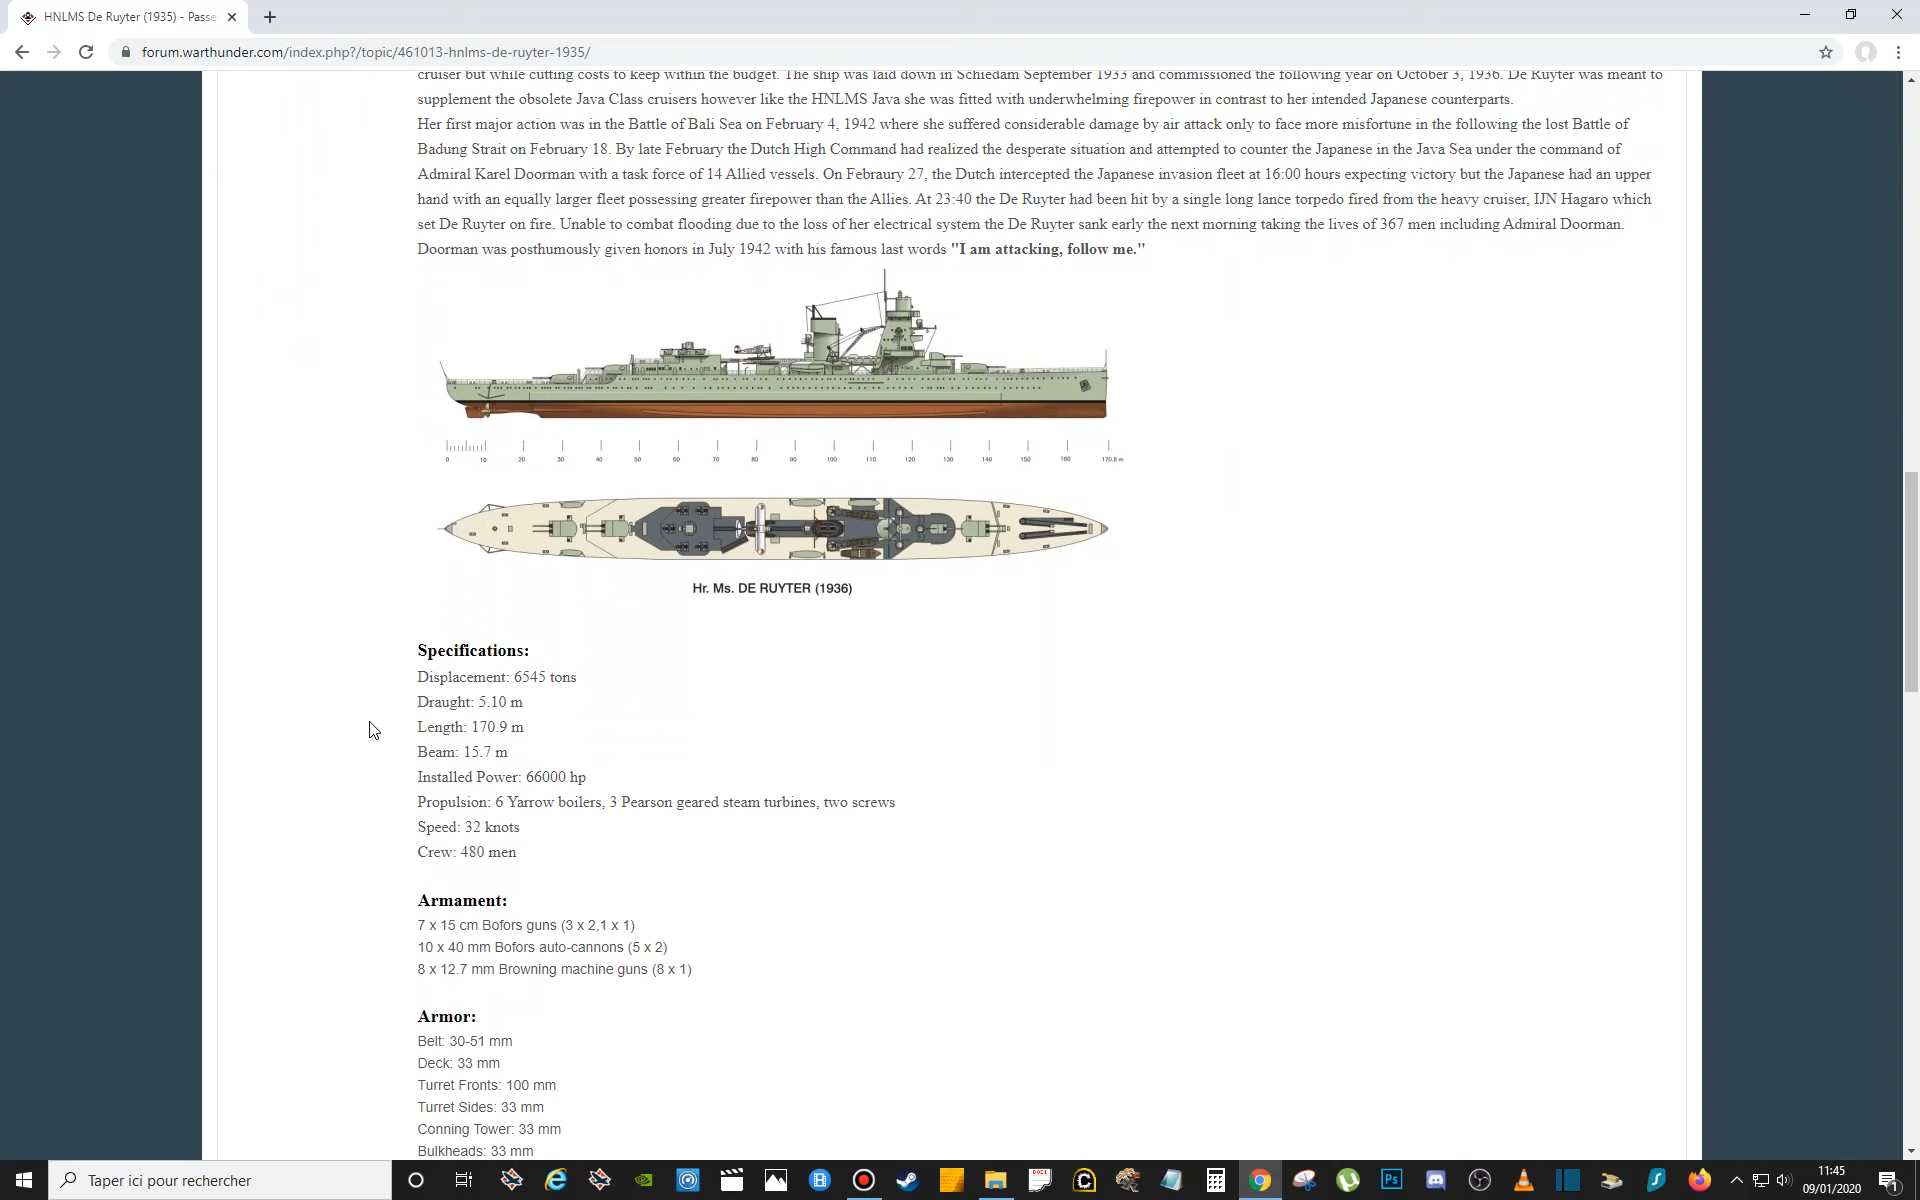 HNLMS De Ruyter (1935) - Passe
forum.warthunder.com/index.php?/topic/461013-hnlms-de-ruyter-1935/
cruiser but while cutting costs to keep within the budget. The ship was laid down in Schiedam September 1933 and commissioned the following year on October 3, 1936. De Ruyter was meant to
supplement the obsolete Java Class cruisers however like the HNLMS Java she was fitted with underwhelming firepower in contrast to her intended Japanese counterparts.
Her first major action was in the Battle of Bali Sea on February 4, 1942 where she suffered considerable damage by air attack only to face more misfortune in the following the lost Battle of
Badung Strait on February 18. By late February the Dutch High Command had realized the desperate situation and attempted to counter the Japanese in the Java Sea under the command of
Admiral Karel Doorman with a task force of 14 Allied vessels. On Febraury 27, the Dutch intercepted the Japanese invasion fleet at 16:00 hours expecting victory but the Japanese had an upper
hand with an equally larger fleet possessing greater firepower than the Allies. At 23:40 the De Ruyter had been hit by a single long lance torpedo fired from the heavy cruiser, IJN Hagaro which
set De Ruyter on fire. Unable to combat flooding due to the loss of her electrical system the De Ruyter sank early the next morning taking the lives of 367 men including Admiral Doorman.
Doorman was posthumously given honors in July 1942 with his famous last words "I am attacking, follow me."
0 10 20 30 40 50 60 70 80 90 100 110 120 130 140 150 160 170,8 m
Hr. Ms. DE RUYTER (1936)
Specifications:
Displacement: 6545 tons
Draught: 5.10 m
Length: 170.9 m
Beam: 15.7 m
Installed Power: 66000 hp
Propulsion: 6 Yarrow boilers, 3 Pearson geared steam turbines, two screws
Speed: 32 knots
Crew: 480 men
Armament:
7 x 15 cm Bofors guns (3 x 2,1 x 1)
10 x 40 mm Bofors auto-cannons (5 x 2)
8 x 12.7 mm Browning machine guns (8 x 1)
Armor:
Belt: 30-51 mm
Deck: 33 mm
Turret Fronts: 100 mm
Turret Sides: 33 mm
Conning Tower: 33 mm
Bulkheads: 33 mm
Taper ici pour rechercher
Ps
11:45
09/01/2020
1